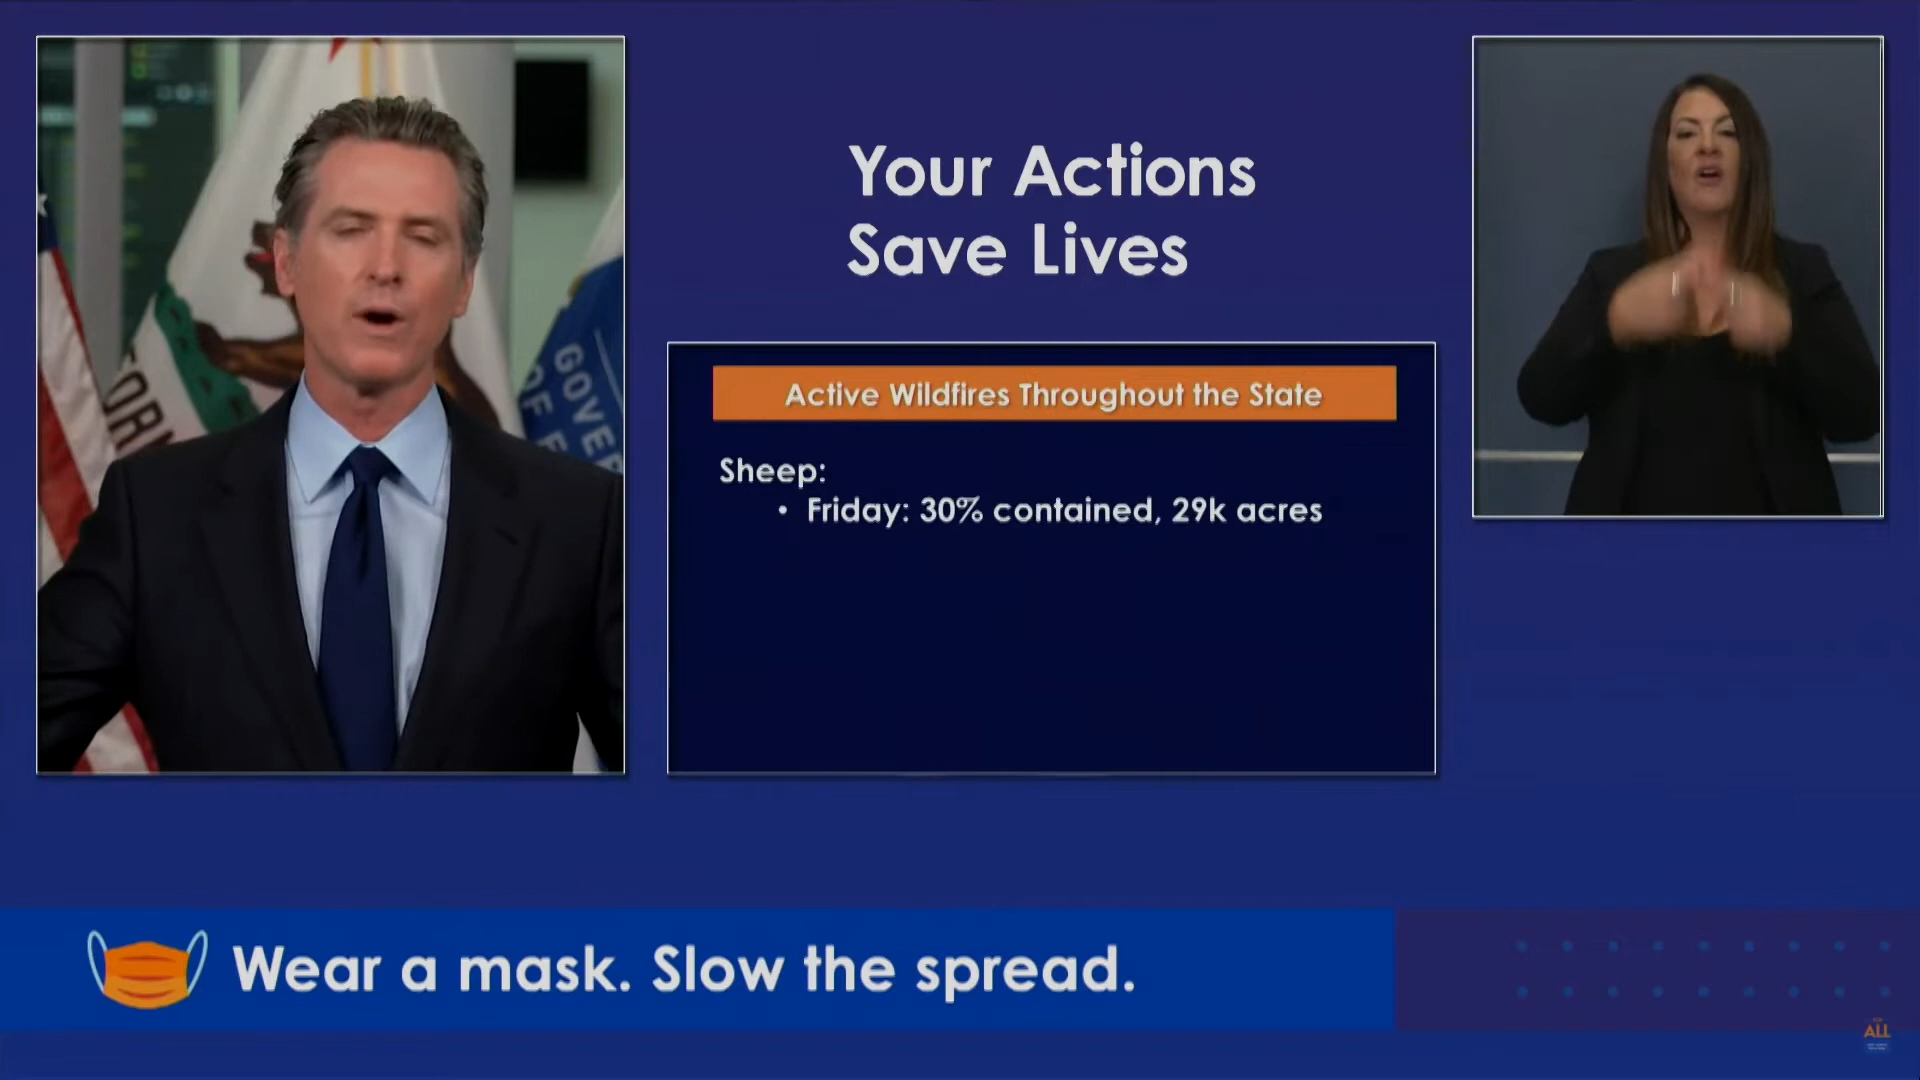 Your Actions
Save Lives
Active Wildfires Throughout the State
Sheep:
• Friday: 30% contained, 29k acres
Wear a mask. Slow the spread.
ALL